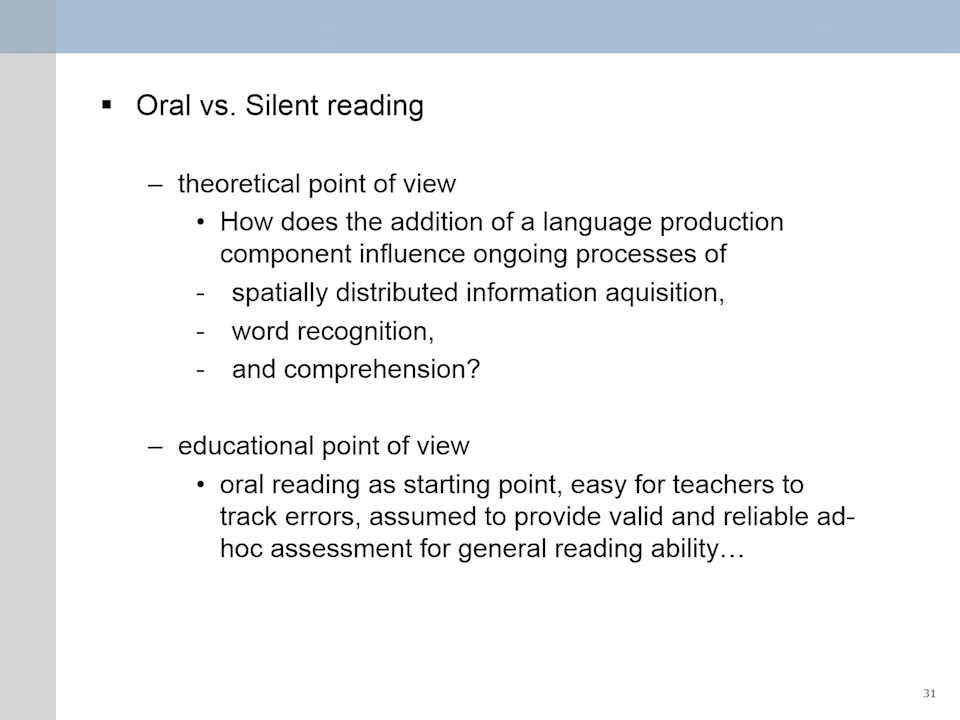 ▪ Oral vs. Silent reading
– theoretical point of view
• How does the addition of a language production
component influence ongoing processes of
- spatially distributed information aquisition,
- word recognition,
- and comprehension?
– educational point of view
• oral reading as starting point, easy for teachers to
track errors, assumed to provide valid and reliable ad-
hoc assessment for general reading ability…
31